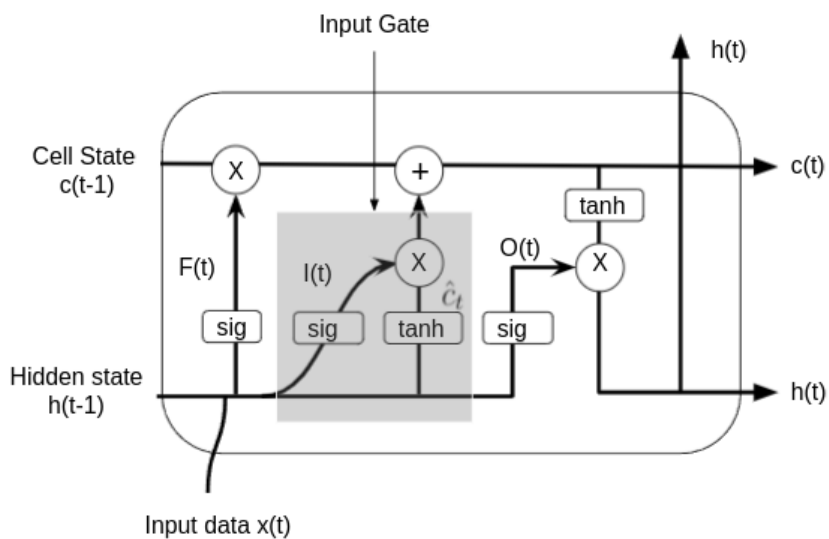 Input Gate
h(t)
Cell State
c(t-1)
X
+
c(t)
tanh
F(t)
I(t)
X
O(t)
X
ĉt
sig
sig
tanh
sig
Hidden state
h(t-1)
h(t)
Input data x(t)